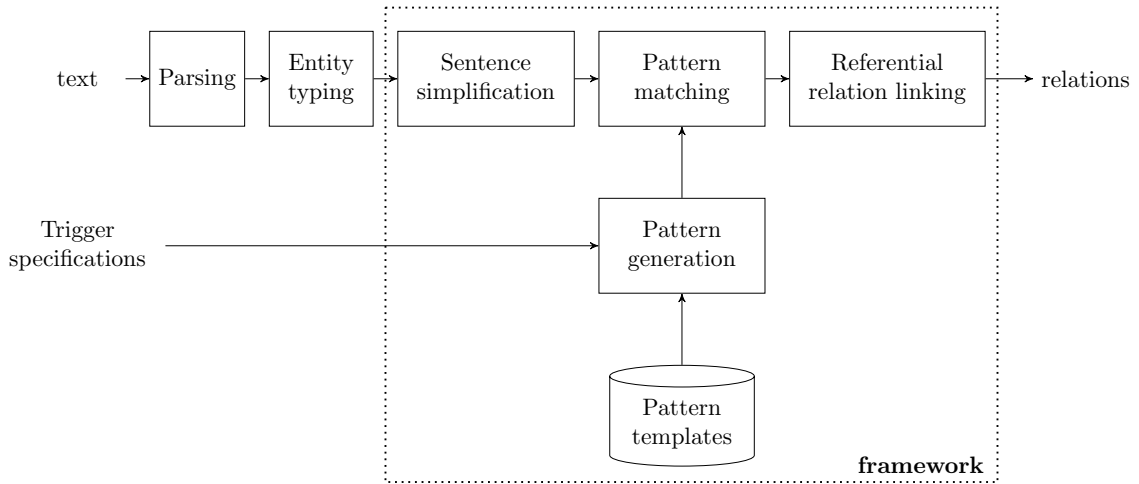 text
Parsing
Entity
typing
Sentence
simplification
Pattern
matching
Referential
relation linking
relations
Trigger
specifications
Pattern
generation
Pattern
templates
framework